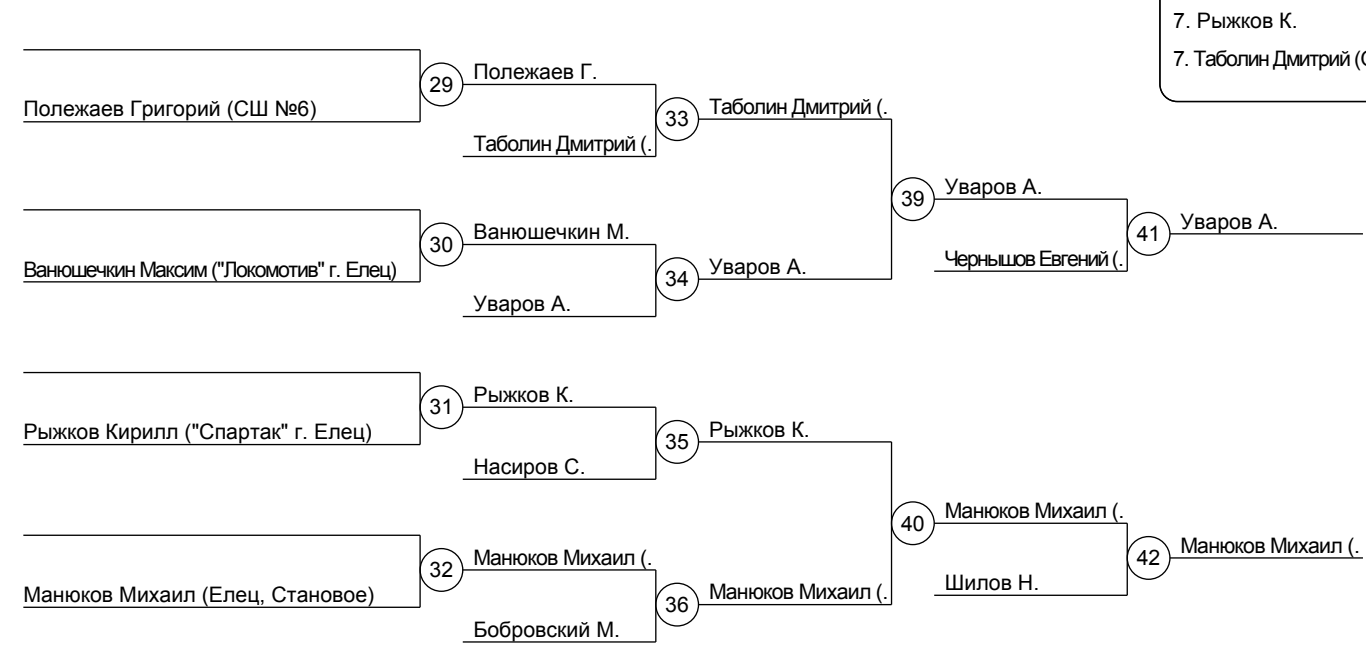 7. Рыжков К.
7. Таболин Дмитрий (
29
Полежаев Г.
Полежаев Григорий (СШ №6)
33
Таболин Дмитрий (.
Таболин Дмитрий (.
39
Уваров А.
30
Ванюшечкин М.
41
Уваров А.
Ванюшечкин Максим ("Локомотив" г. Елец)
34
Уваров А.
Чернышов Евгений (.
Уваров А.
31
Рыжков К.
Рыжков Кирилл ("Спартак" г. Елец)
35
Рыжков К.
Насиров С.
40
Манюков Михаил (.
32
Манюков Михаил (.
42
Манюков Михаил (.
Манюков Михаил (Елец, Становое)
36
Манюков Михаил (.
Шилов Н.
Бобровский М.